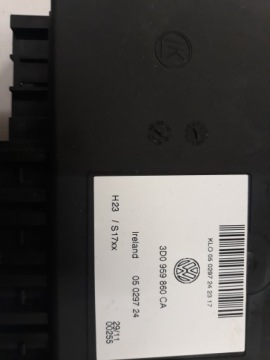 KLO 05 0297 24 23 17
3D0 959 860 CA
Ireland 05 0297 24
H23 / S17xx 29/11
00255